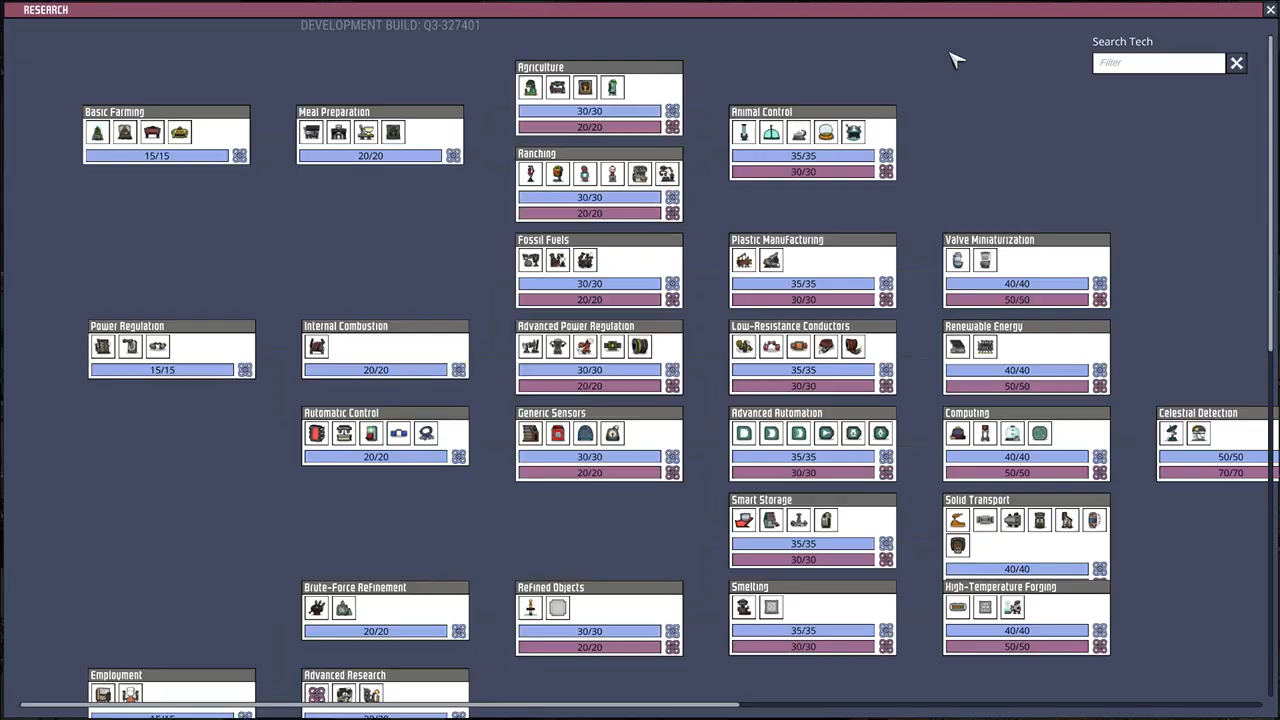 RESEARCH
DEVELOPMENT BUILD: Q3-327401
Search Tech
Filter
Agriculture
30/30
20/20
Basic Farming
15/15
Meal Preparation
20/20
Animal Control
35/35
30/30
Ranching
30/30
20/20
Fossil Fuels
30/30
20/20
Plastic Manufacturing
35/35
30/30
Valve Miniaturization
40/40
50/50
Power Regulation
15/15
Internal Combustion
20/20
Advanced Power Regulation
30/30
20/20
Low-Resistance Conductors
35/35
30/30
Renewable Energy
40/40
50/50
Automatic Control
20/20
Generic Sensors
30/30
20/20
Advanced Automation
35/35
30/30
Computing
40/40
50/50
Celestial Detection
50/50
70/70
Smart Storage
35/35
30/30
Solid Transport
40/40
Brute-Force Refinement
20/20
Refined Objects
30/30
20/20
Smelting
35/35
30/30
High-Temperature Forging
40/40
50/50
Employment
15/15
Advanced Research
20/20